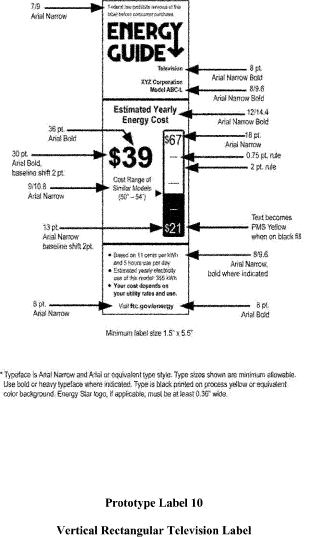 7/9
Arial Narrow
Federal law prohibits removal of this
label before consumer purchase.
ENERGY
GUIDE
Television
8 pt.
Arial Narrow Bold
XYZ Corporation
Model ABC-L
8/9.6
Arial Narrow Bold
Estimated Yearly
Energy Cost
12/14.4
Arial Narrow Bold
36 pt.
Arial Bold
30 pt.
Arial Bold,
baseline shift 2 pt.
$39
$67
18 pt.
Arial Narrow
0.75 pt. rule
2 pt. rule
9/10.8
Arial Narrow
Cost Range of
Similar Models
(50" – 54")
13 pt.
Arial Narrow
baseline shift 2pt.
$21
Text becomes
PMS Yellow
when on black fill
• Based on 11 cents per kWh
and 5 hours use per day
• Estimated yearly electricity
use of this model: 355 kWh
• Your cost depends on
your utility rates and use.
8/9.6
Arial Narrow,
bold where indicated
8 pt.
Arial Narrow
Visit ftc.gov/energy
8 pt.
Arial Bold
Minimum label size 1.5" x 5.5"
* Typeface is Arial Narrow and Arial or equivalent type style. Type sizes shown are minimum allowable.
Use bold or heavy typeface where indicated. Type is black printed on process yellow or equivalent
color background. Energy Star logo, if applicable, must be at least 0.36" wide.
Prototype Label 10
Vertical Rectangular Television Label